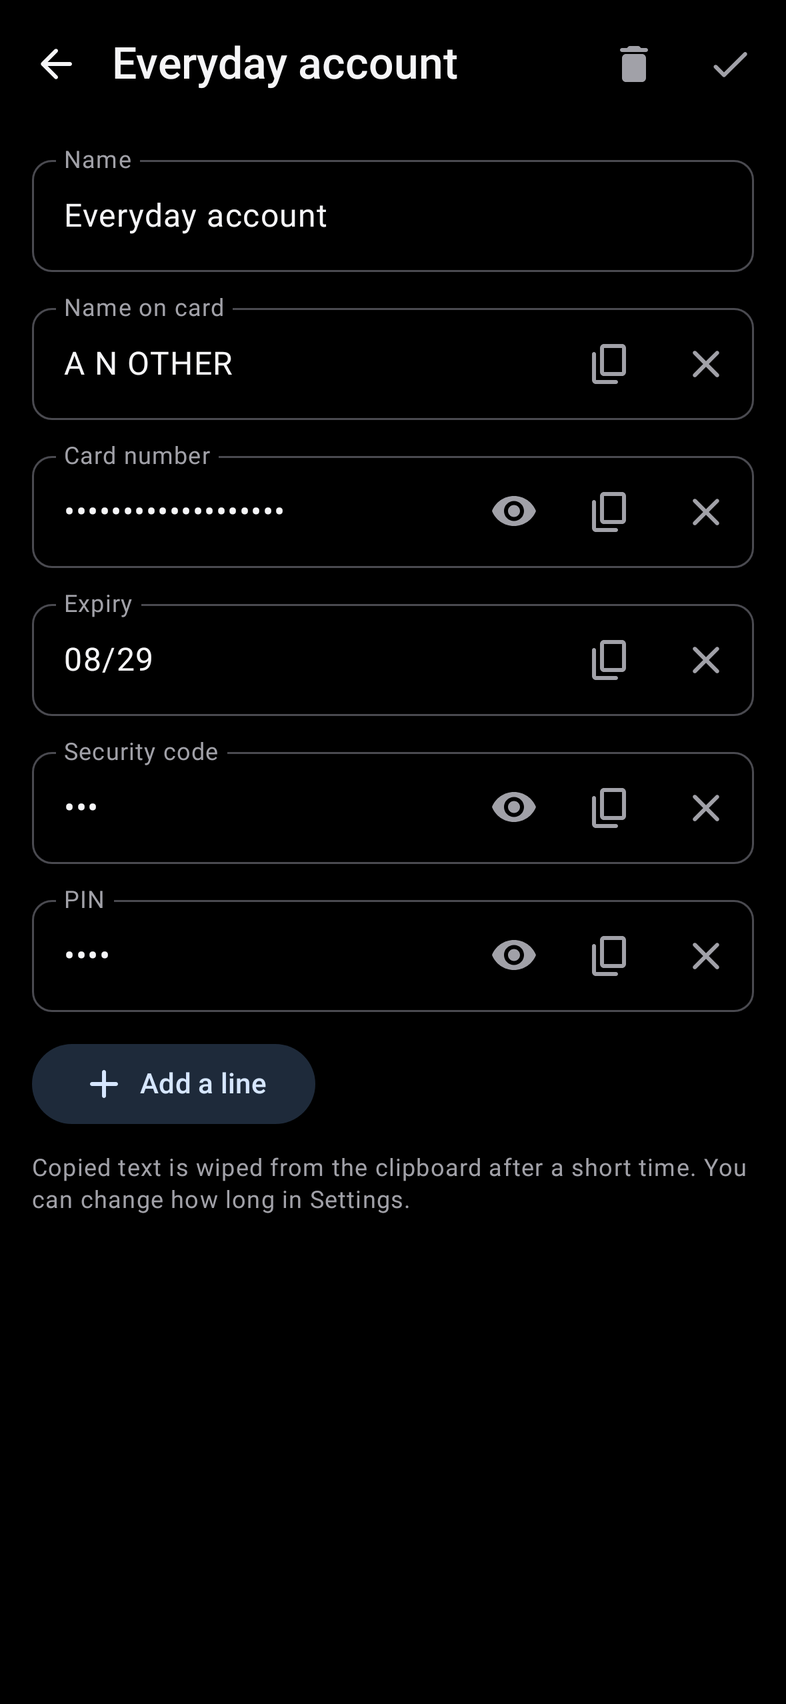 Everyday account
Name
Everyday account
Name on card
A N OTHER
Card number
•••••••••••••••••••
Expiry
08/29
Security code
•••
PIN
••••
Add a line
Copied text is wiped from the clipboard after a short time. You
can change how long in Settings.